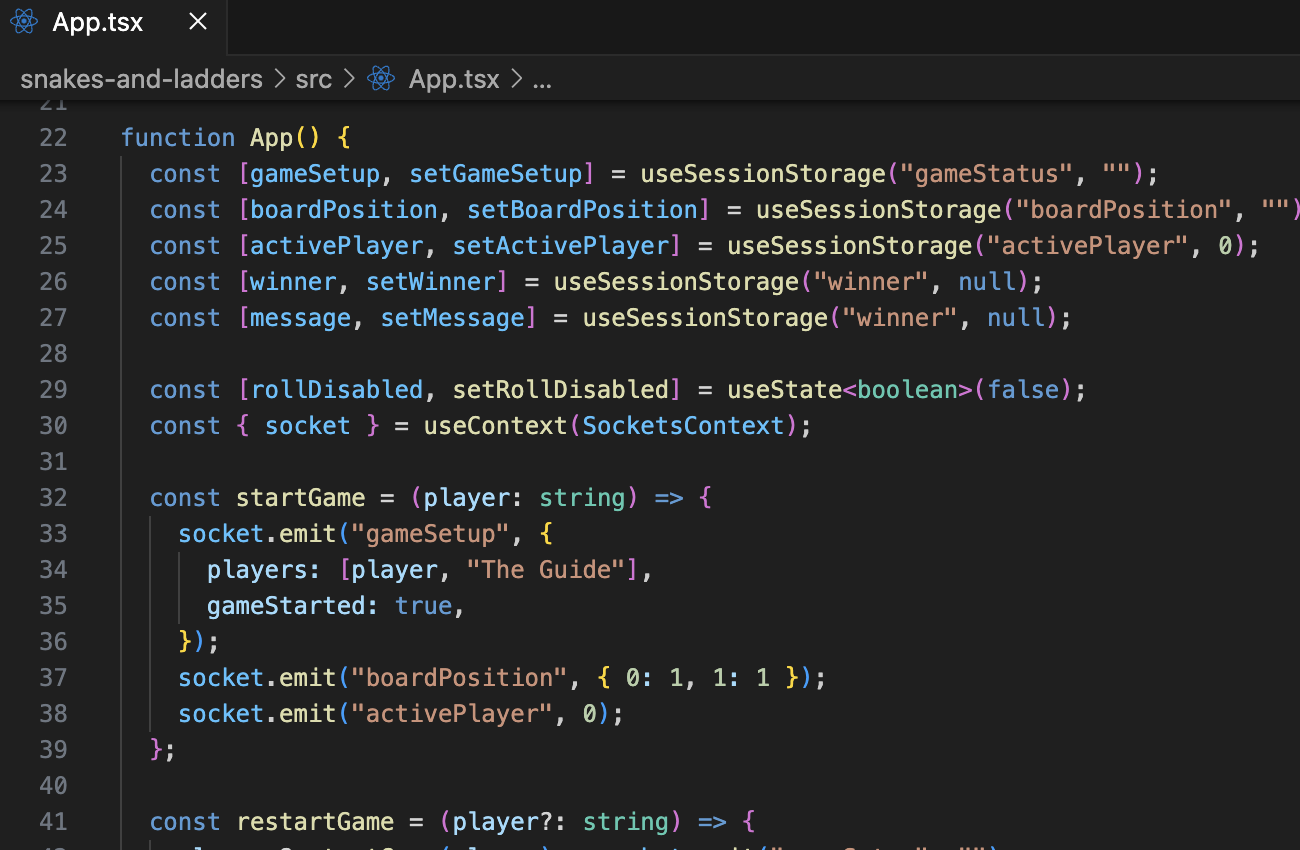 App.tsx
snakes-and-ladders > src > App.tsx > ...
21
22 function App() {
23 const [gameSetup, setGameSetup] = useSessionStorage("gameStatus", "");
24 const [boardPosition, setBoardPosition] = useSessionStorage("boardPosition", "")
25 const [activePlayer, setActivePlayer] = useSessionStorage("activePlayer", 0);
26 const [winner, setWinner] = useSessionStorage("winner", null);
27 const [message, setMessage] = useSessionStorage("winner", null);
28
29 const [rollDisabled, setRollDisabled] = useState<boolean>(false);
30 const { socket } = useContext(SocketsContext);
31
32 const startGame = (player: string) => {
33 socket.emit("gameSetup", {
34 players: [player, "The Guide"],
35 gameStarted: true,
36 });
37 socket.emit("boardPosition", { 0: 1, 1: 1 });
38 socket.emit("activePlayer", 0);
39 };
40
41 const restartGame = (player?: string) => {